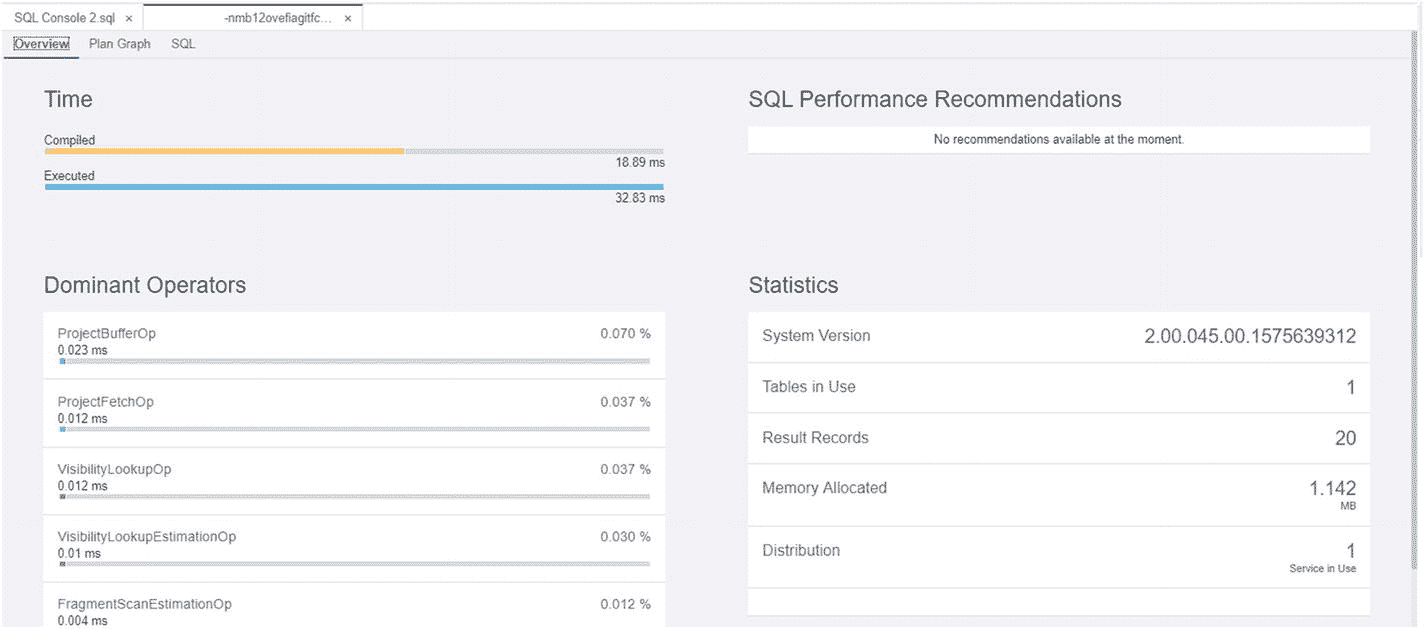 SQL Console 2.sql × -nmb12ovefiagitfc... ×
Overview Plan Graph SQL
Time
Compiled
18.89 ms
Executed
32.83 ms
SQL Performance Recommendations
No recommendations available at the moment.
Dominant Operators
ProjectBufferOp 0.070 %
0.023 ms
ProjectFetchOp 0.037 %
0.012 ms
VisibilityLookupOp 0.037 %
0.012 ms
VisibilityLookupEstimationOp 0.030 %
0.01 ms
FragmentScanEstimationOp 0.012 %
0.004 ms
Statistics
System Version 2.00.045.00.1575639312
Tables in Use 1
Result Records 20
Memory Allocated 1.142
MB
Distribution 1
Service in Use